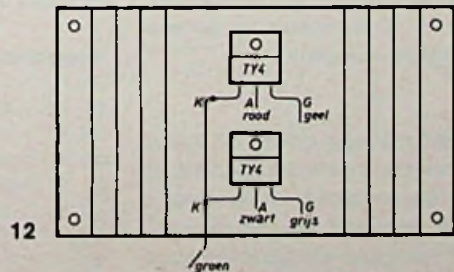 TY4
K A G
rood geel
TY4
K A G
zwart grijs
12
groen